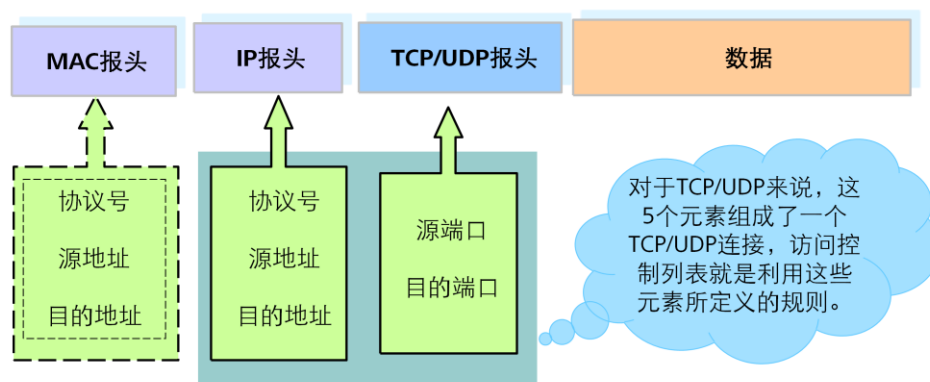 MAC报头
IP报头
TCP/UDP报头
数据
协议号
源地址
目的地址
协议号
源地址
目的地址
源端口
目的端口
对于TCP/UDP来说，这
5个元素组成了一个
TCP/UDP连接，访问控
制列表就是利用这些
元素所定义的规则。